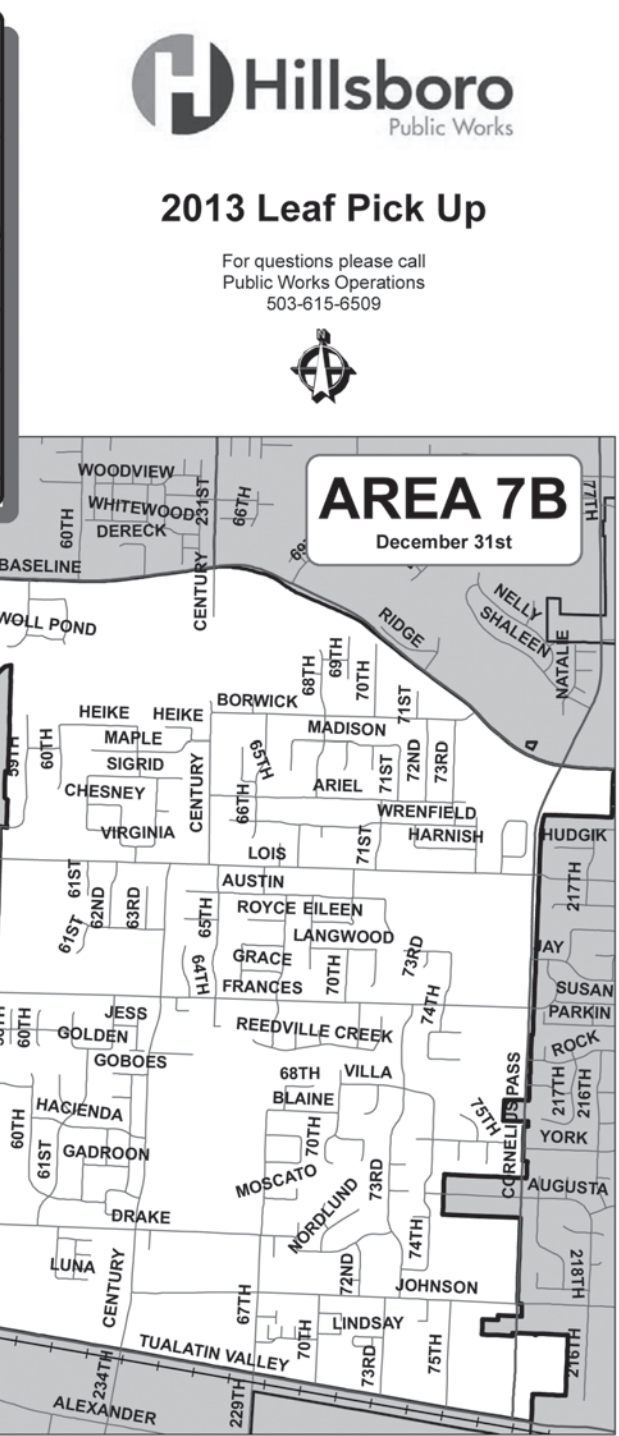 Hillsboro
Public Works
2013 Leaf Pick Up
For questions please call
Public Works Operations
503-615-6509
N
AREA 7B
December 31st
WOODVIEW
WHITEWOOD
DERECK
60TH
231ST
66TH
77TH
BASELINE
CENTURY
NELLY
SHALEEN
NATALIE
RIDGE
68TH
69TH
70TH
71ST
BORWICK
HEIKE
HEIKE
MADISON
59TH
60TH
MAPLE
SIGRID
CHESNEY
VIRGINIA
CENTURY
65TH
66TH
ARIEL
71ST
72ND
73RD
WRENFIELD
HARNISH
71ST
HUDGIK
LOIS
61ST
AUSTIN
217TH
62ND
63RD
61ST
65TH
ROYCE
EILEEN
LANGWOOD
73RD
JAY
GRACE
64TH
70TH
FRANCES
74TH
SUSAN
PARKIN
60TH
JESS
GOLDEN
REEDVILLE CREEK
ROCK
GOBOES
68TH
VILLA
BLAINE
217TH
216TH
HACIENDA
60TH
61ST
GADROON
70TH
75TH
CORNELIUS PASS
YORK
MOSCATO
73RD
AUGUSTA
DRAKE
NORDLUND
74TH
LUNA
CENTURY
72ND
JOHNSON
218TH
67TH
LINDSAY
70TH
73RD
75TH
216TH
TUALATIN VALLEY
234TH
229TH
ALEXANDER